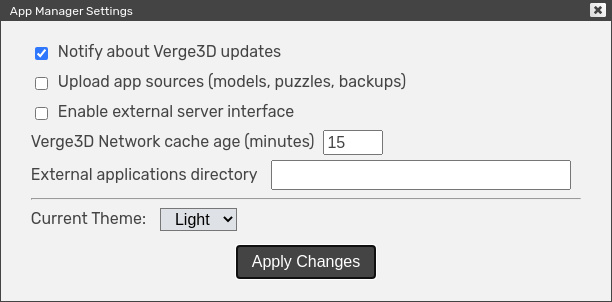 App Manager Settings
Notify about Verge3D updates
Upload app sources (models, puzzles, backups)
Enable external server interface
Verge3D Network cache age (minutes) 15
External applications directory
Current Theme: Light
Apply Changes